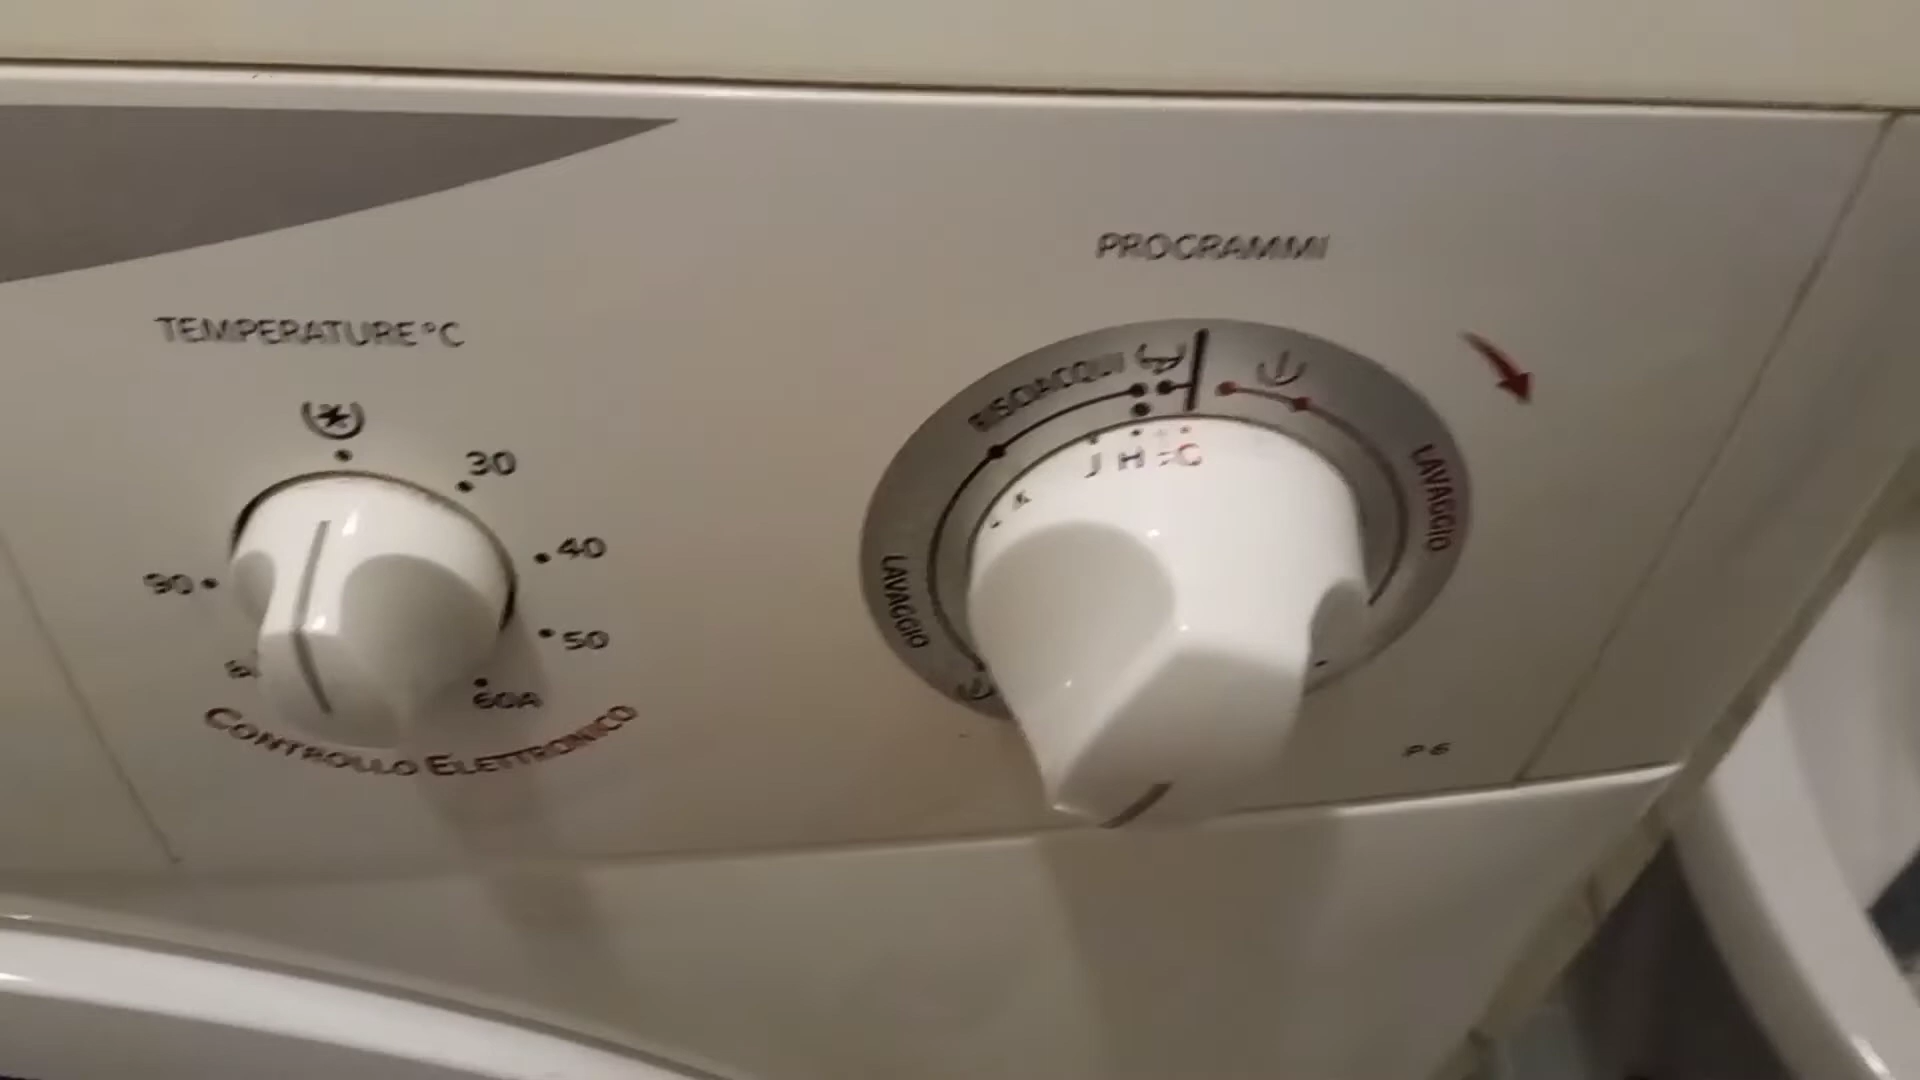 PROGRAMMI
TEMPERATURE°C
RISCIACQUI
30
J H C
LAVAGGIO
40
90
LAVAGGIO
50
60A
CONTROLLO ELETTRONICO
P6